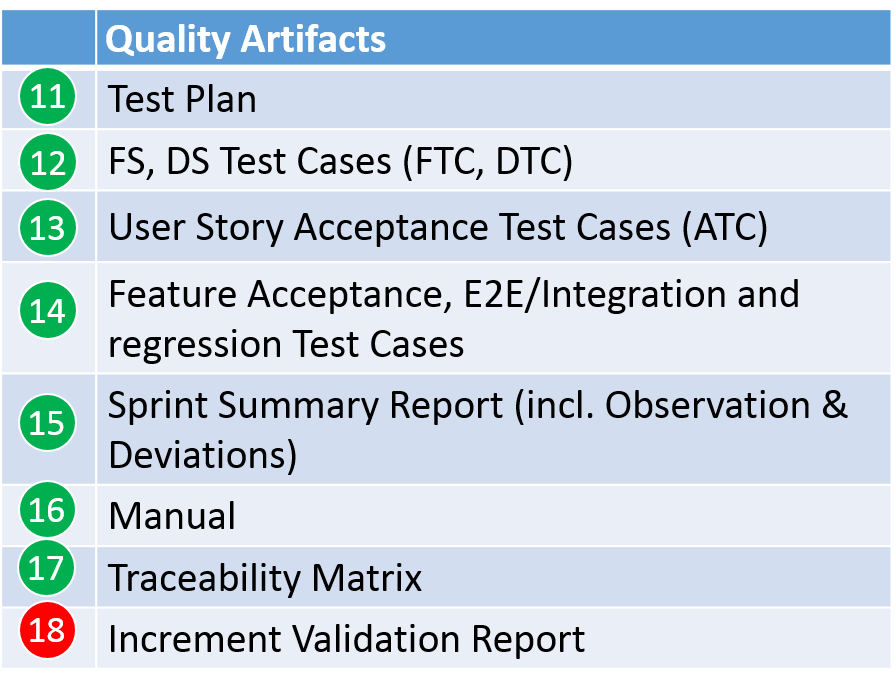 Quality Artifacts
11 Test Plan
12 FS, DS Test Cases (FTC, DTC)
13 User Story Acceptance Test Cases (ATC)
14 Feature Acceptance, E2E/Integration and
regression Test Cases
15 Sprint Summary Report (incl. Observation &
Deviations)
16 Manual
17 Traceability Matrix
18 Increment Validation Report